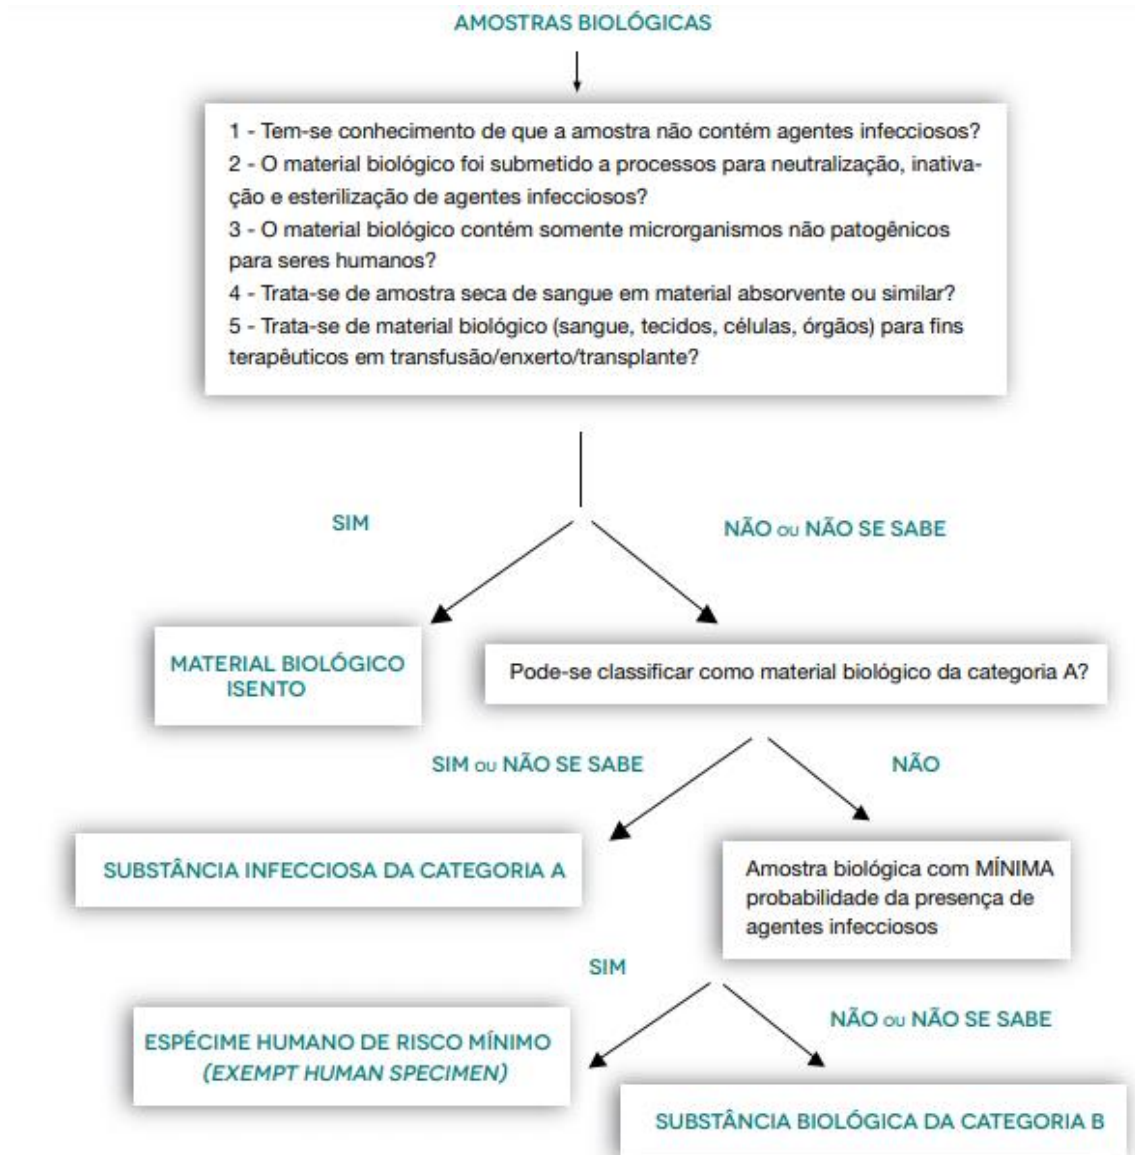 AMOSTRAS BIOLÓGICAS
1 - Tem-se conhecimento de que a amostra não contém agentes infecciosos?
2 - O material biológico foi submetido a processos para neutralização, inativa-
ção e esterilização de agentes infecciosos?
3 - O material biológico contém somente microrganismos não patogênicos
para seres humanos?
4 - Trata-se de amostra seca de sangue em material absorvente ou similar?
5 - Trata-se de material biológico (sangue, tecidos, células, órgãos) para fins
terapêuticos em transfusão/enxerto/transplante?
SIM
NÃO OU NÃO SE SABE
MATERIAL BIOLÓGICO
ISENTO
Pode-se classificar como material biológico da categoria A?
SIM OU NÃO SE SABE
NÃO
SUBSTÂNCIA INFECCIOSA DA CATEGORIA A
Amostra biológica com MÍNIMA
probabilidade da presença de
agentes infecciosos
SIM
NÃO OU NÃO SE SABE
ESPÉCIME HUMANO DE RISCO MÍNIMO
(EXEMPT HUMAN SPECIMEN)
SUBSTÂNCIA BIOLÓGICA DA CATEGORIA B